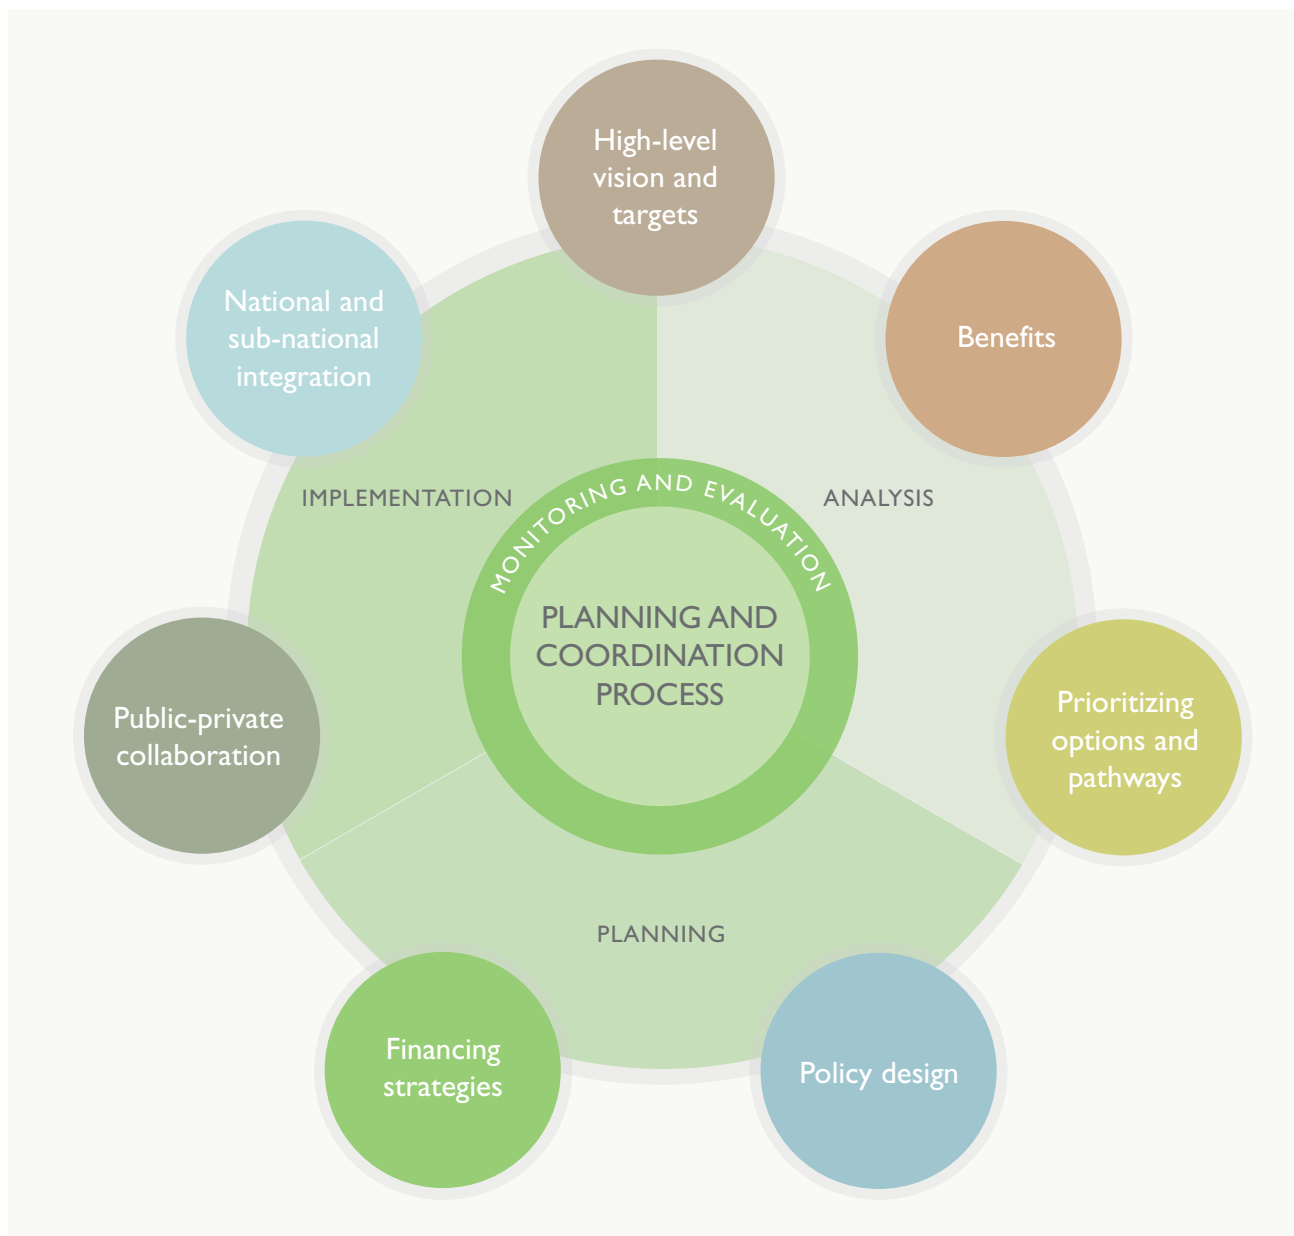 High-level
vision and
targets
National and
sub-national
integration
Benefits
IMPLEMENTATION
MONITORING AND EVALUATION
ANALYSIS
PLANNING AND
COORDINATION
PROCESS
Public-private
collaboration
Prioritizing
options and
pathways
PLANNING
Financing
strategies
Policy design